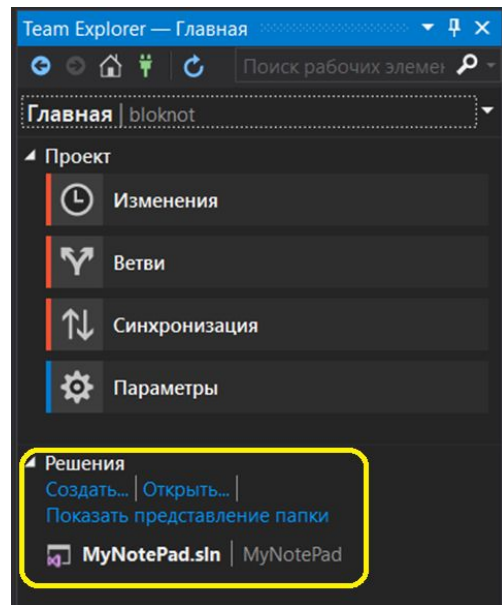 Team Explorer — Главная
Поиск рабочих элемен
Главная | bloknot
Проект
Изменения
Ветви
Синхронизация
Параметры
Решения
Создать... | Открыть... |
Показать представление папки
MyNotePad.sln | MyNotePad